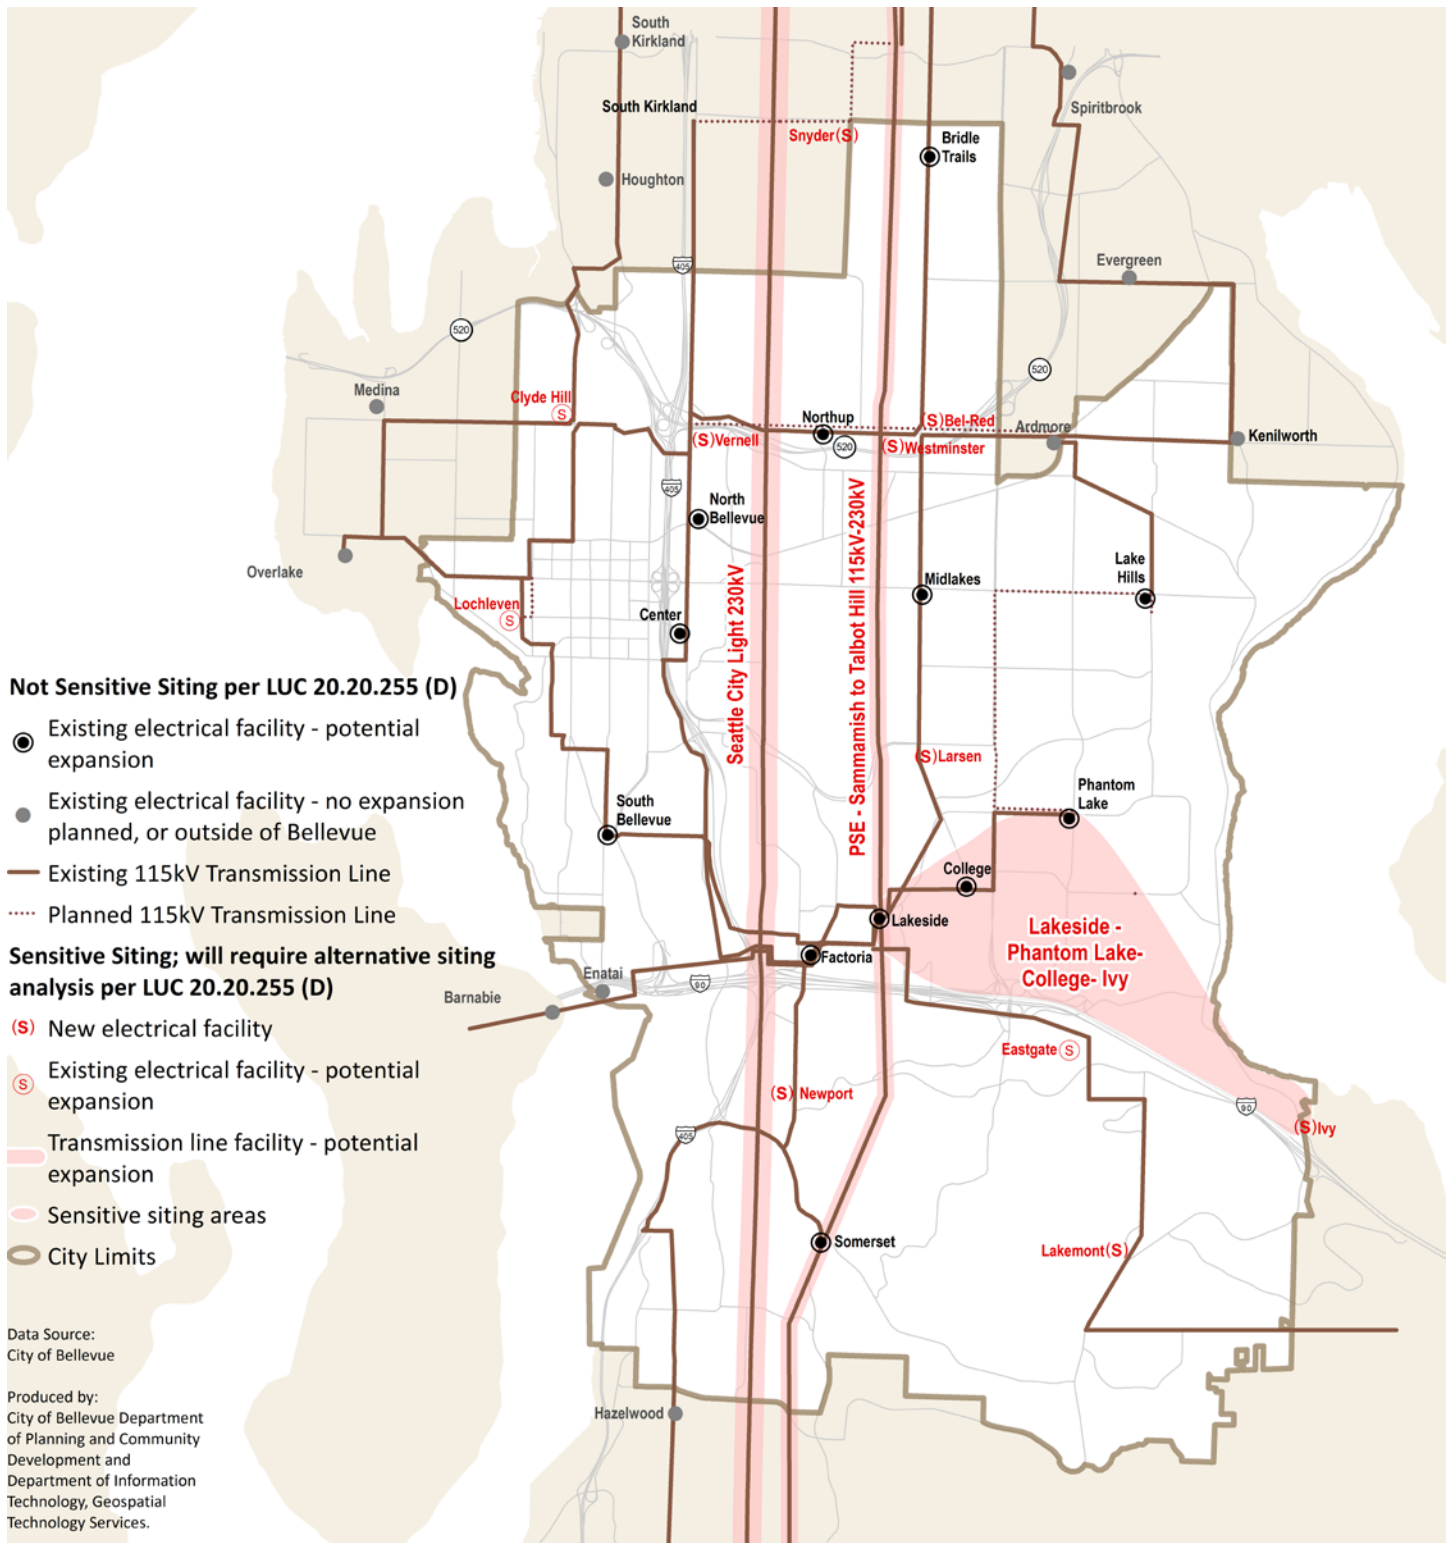 South
Kirkland
South Kirkland
Snyder(S)
Bridle
Trails
Spiritbrook
Houghton
405
Evergreen
520
520
Medina
Clyde Hill
S
Northup
(S)Bel-Red
Ardmore
(S)Vernell
520
(S)Westminster
Kenilworth
405
North
Bellevue
Overlake
Seattle City Light 230kV
PSE - Sammamish to Talbot Hill 115kV-230kV
Midlakes
Lake
Hills
Lochleven
S
Center
Not Sensitive Siting per LUC 20.20.255 (D)
Existing electrical facility - potential
expansion
Existing electrical facility - no expansion
planned, or outside of Bellevue
Existing 115kV Transmission Line
Planned 115kV Transmission Line
Sensitive Siting; will require alternative siting
analysis per LUC 20.20.255 (D)
(S) New electrical facility
S Existing electrical facility - potential
expansion
Transmission line facility - potential
expansion
Sensitive siting areas
City Limits
(S)Larsen
Phantom
Lake
South
Bellevue
College
Lakeside
Lakeside -
Phantom Lake-
College- Ivy
Factoria
Enatai
90
Barnabie
Eastgate S
(S) Newport
90
(S)Ivy
405
Somerset
Lakemont(S)
Hazelwood
Data Source:
City of Bellevue
Produced by:
City of Bellevue Department
of Planning and Community
Development and
Department of Information
Technology, Geospatial
Technology Services.